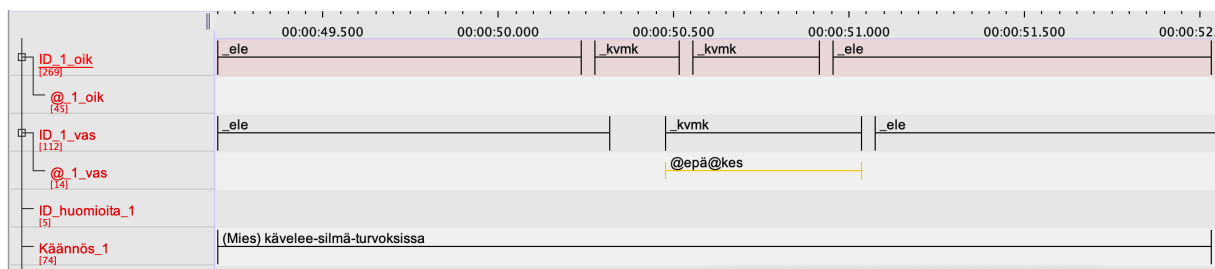 00:00:49.500 00:00:50.000 00:00:50.500 00:00:51.000 00:00:51.500 00:00:52.
ID_1_oik _ele _kvmk _kvmk _ele
[269]
@_1_oik
[45]
ID_1_vas _ele _kvmk _ele
[112]
@_1_vas @epä@kes
[14]
ID_huomioita_1
[5]
Käännös_1 (Mies) kävelee-silmä-turvoksissa
[74]